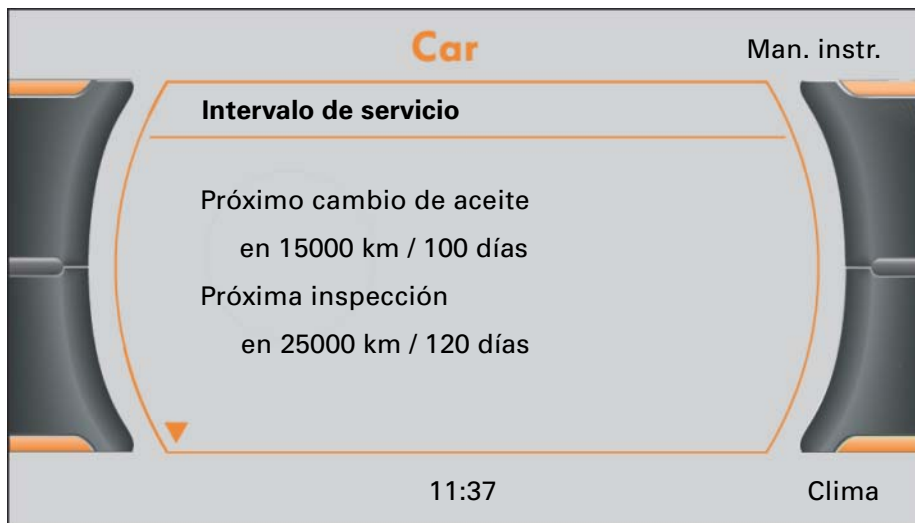 Car
Man. instr.
Intervalo de servicio
Próximo cambio de aceite
en 15000 km / 100 días
Próxima inspección
en 25000 km / 120 días
11:37
Clima